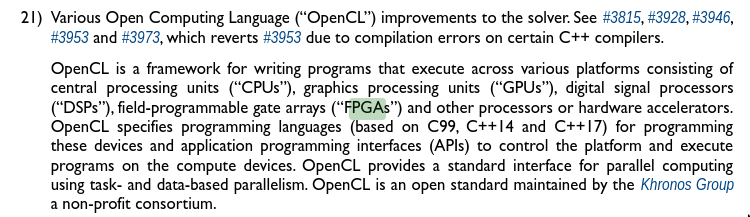 21) Various Open Computing Language (“OpenCL”) improvements to the solver. See #3815, #3928, #3946,
#3953 and #3973, which reverts #3953 due to compilation errors on certain C++ compilers.
OpenCL is a framework for writing programs that execute across various platforms consisting of
central processing units (“CPUs”), graphics processing units (“GPUs”), digital signal processors
(“DSPs”), field-programmable gate arrays (“FPGAs”) and other processors or hardware accelerators.
OpenCL specifies programming languages (based on C99, C++14 and C++17) for programming
these devices and application programming interfaces (APIs) to control the platform and execute
programs on the compute devices. OpenCL provides a standard interface for parallel computing
using task- and data-based parallelism. OpenCL is an open standard maintained by the Khronos Group
a non-profit consortium.